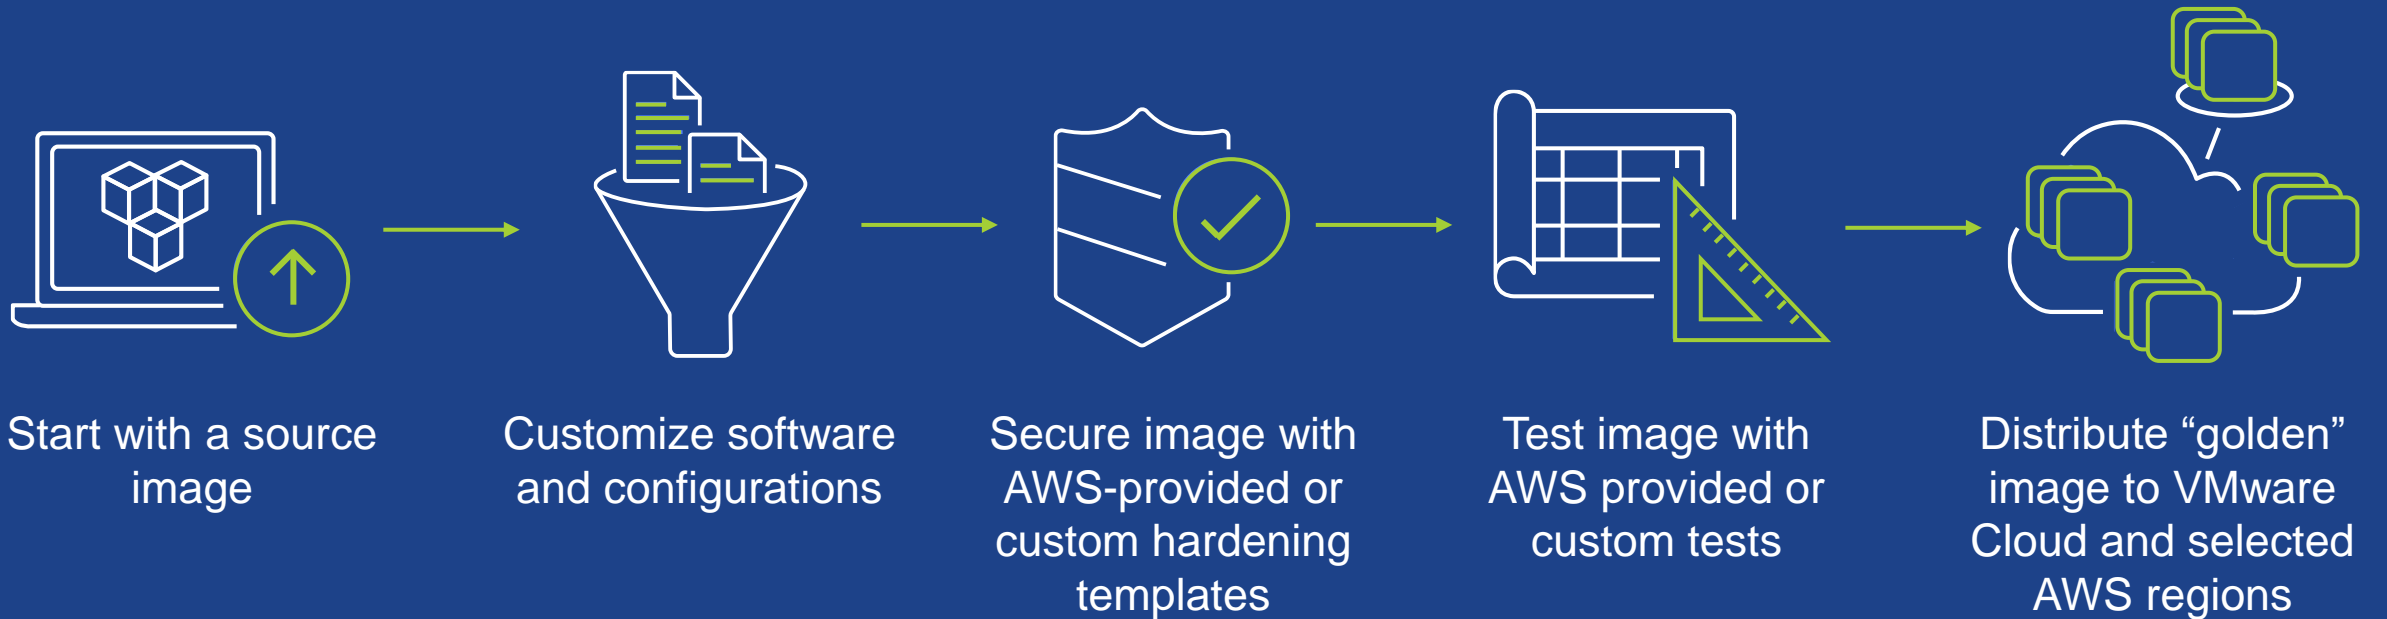 Start with a source
image
Customize software
and configurations
Secure image with
AWS-provided or
custom hardening
templates
Test image with
AWS provided or
custom tests
Distribute “golden”
image to VMware
Cloud and selected
AWS regions